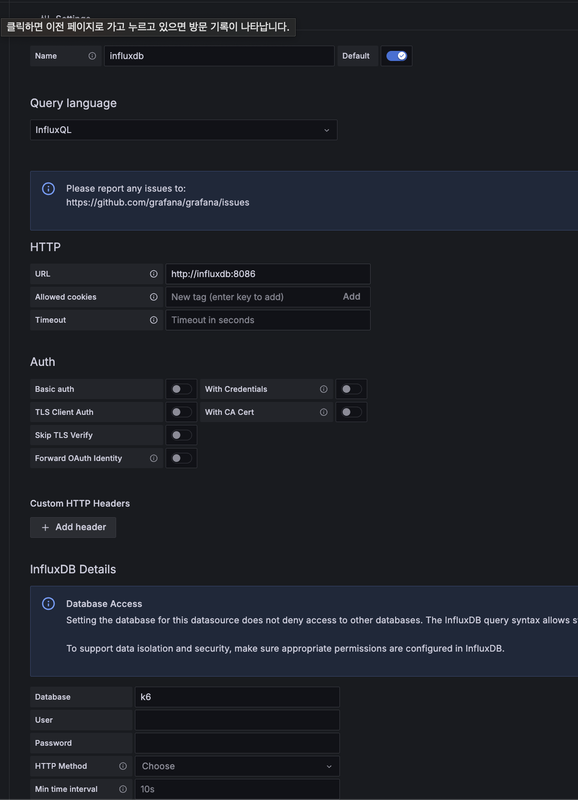 Settings
클릭하면 이전 페이지로 가고 누르고 있으면 방문 기록이 나타납니다.
Name influxdb Default
Query language
InfluxQL
Please report any issues to:
https://github.com/grafana/grafana/issues
HTTP
URL http://influxdb:8086
Allowed cookies New tag (enter key to add) Add
Timeout Timeout in seconds
Auth
Basic auth With Credentials
TLS Client Auth With CA Cert
Skip TLS Verify
Forward OAuth Identity
Custom HTTP Headers
+ Add header
InfluxDB Details
Database Access
Setting the database for this datasource does not deny access to other databases. The InfluxDB query syntax allows
To support data isolation and security, make sure appropriate permissions are configured in InfluxDB.
Database k6
User
Password
HTTP Method Choose
Min time interval 10s